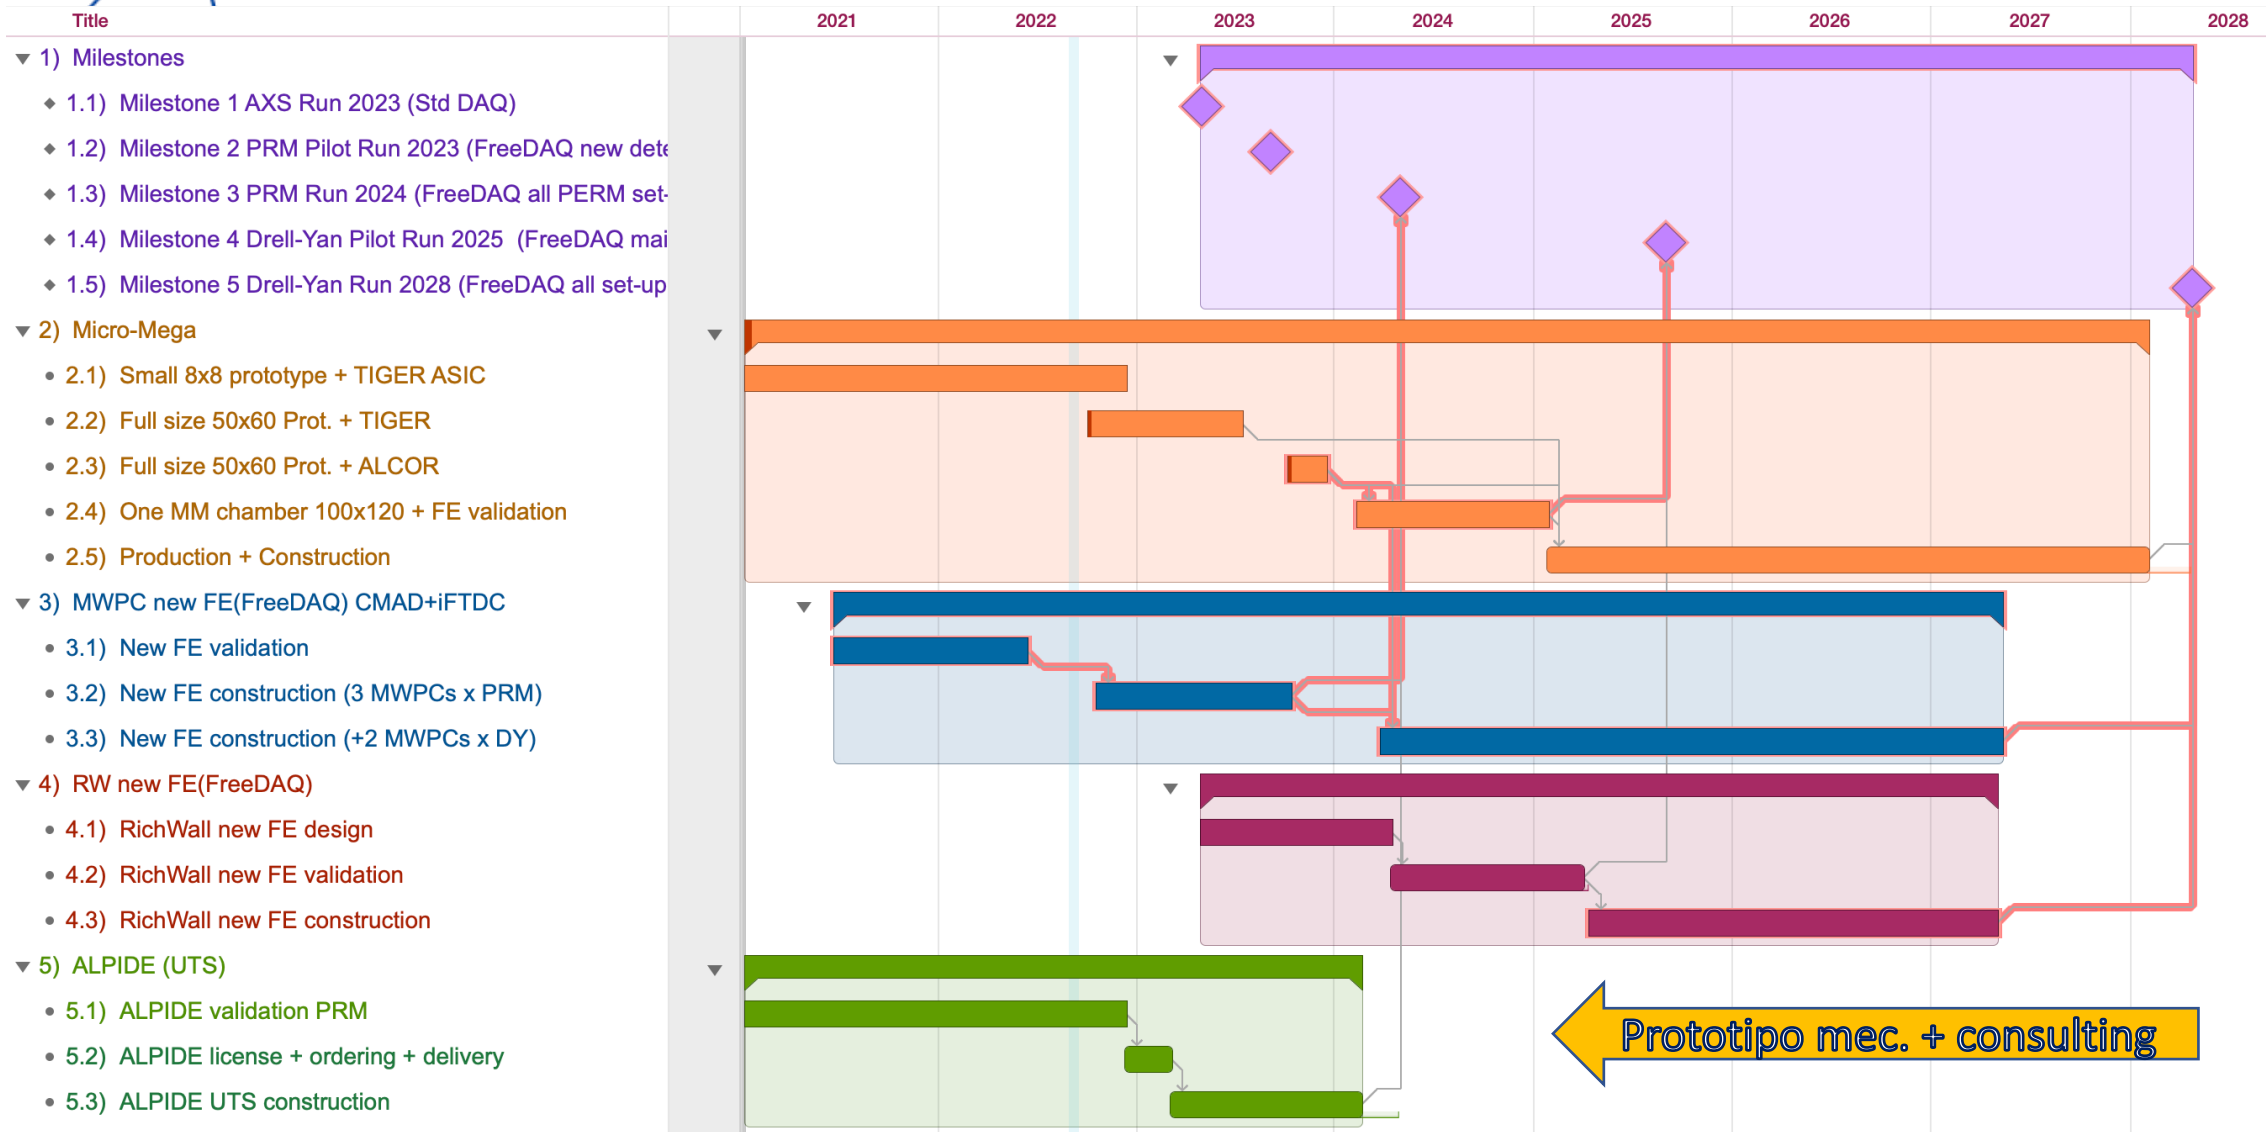 Title 2021 2022 2023 2024 2025 2026 2027 2028
1) Milestones
1.1) Milestone 1 AXS Run 2023 (Std DAQ)
1.2) Milestone 2 PRM Pilot Run 2023 (FreeDAQ new dete
1.3) Milestone 3 PRM Run 2024 (FreeDAQ all PERM set-
1.4) Milestone 4 Drell-Yan Pilot Run 2025 (FreeDAQ mai
1.5) Milestone 5 Drell-Yan Run 2028 (FreeDAQ all set-up
2) Micro-Mega
2.1) Small 8x8 prototype + TIGER ASIC
2.2) Full size 50x60 Prot. + TIGER
2.3) Full size 50x60 Prot. + ALCOR
2.4) One MM chamber 100x120 + FE validation
2.5) Production + Construction
3) MWPC new FE(FreeDAQ) CMAD+iFTDC
3.1) New FE validation
3.2) New FE construction (3 MWPCs x PRM)
3.3) New FE construction (+2 MWPCs x DY)
4) RW new FE(FreeDAQ)
4.1) RichWall new FE design
4.2) RichWall new FE validation
4.3) RichWall new FE construction
5) ALPIDE (UTS)
5.1) ALPIDE validation PRM
Prototipo mec. + consulting
5.2) ALPIDE license + ordering + delivery
5.3) ALPIDE UTS construction